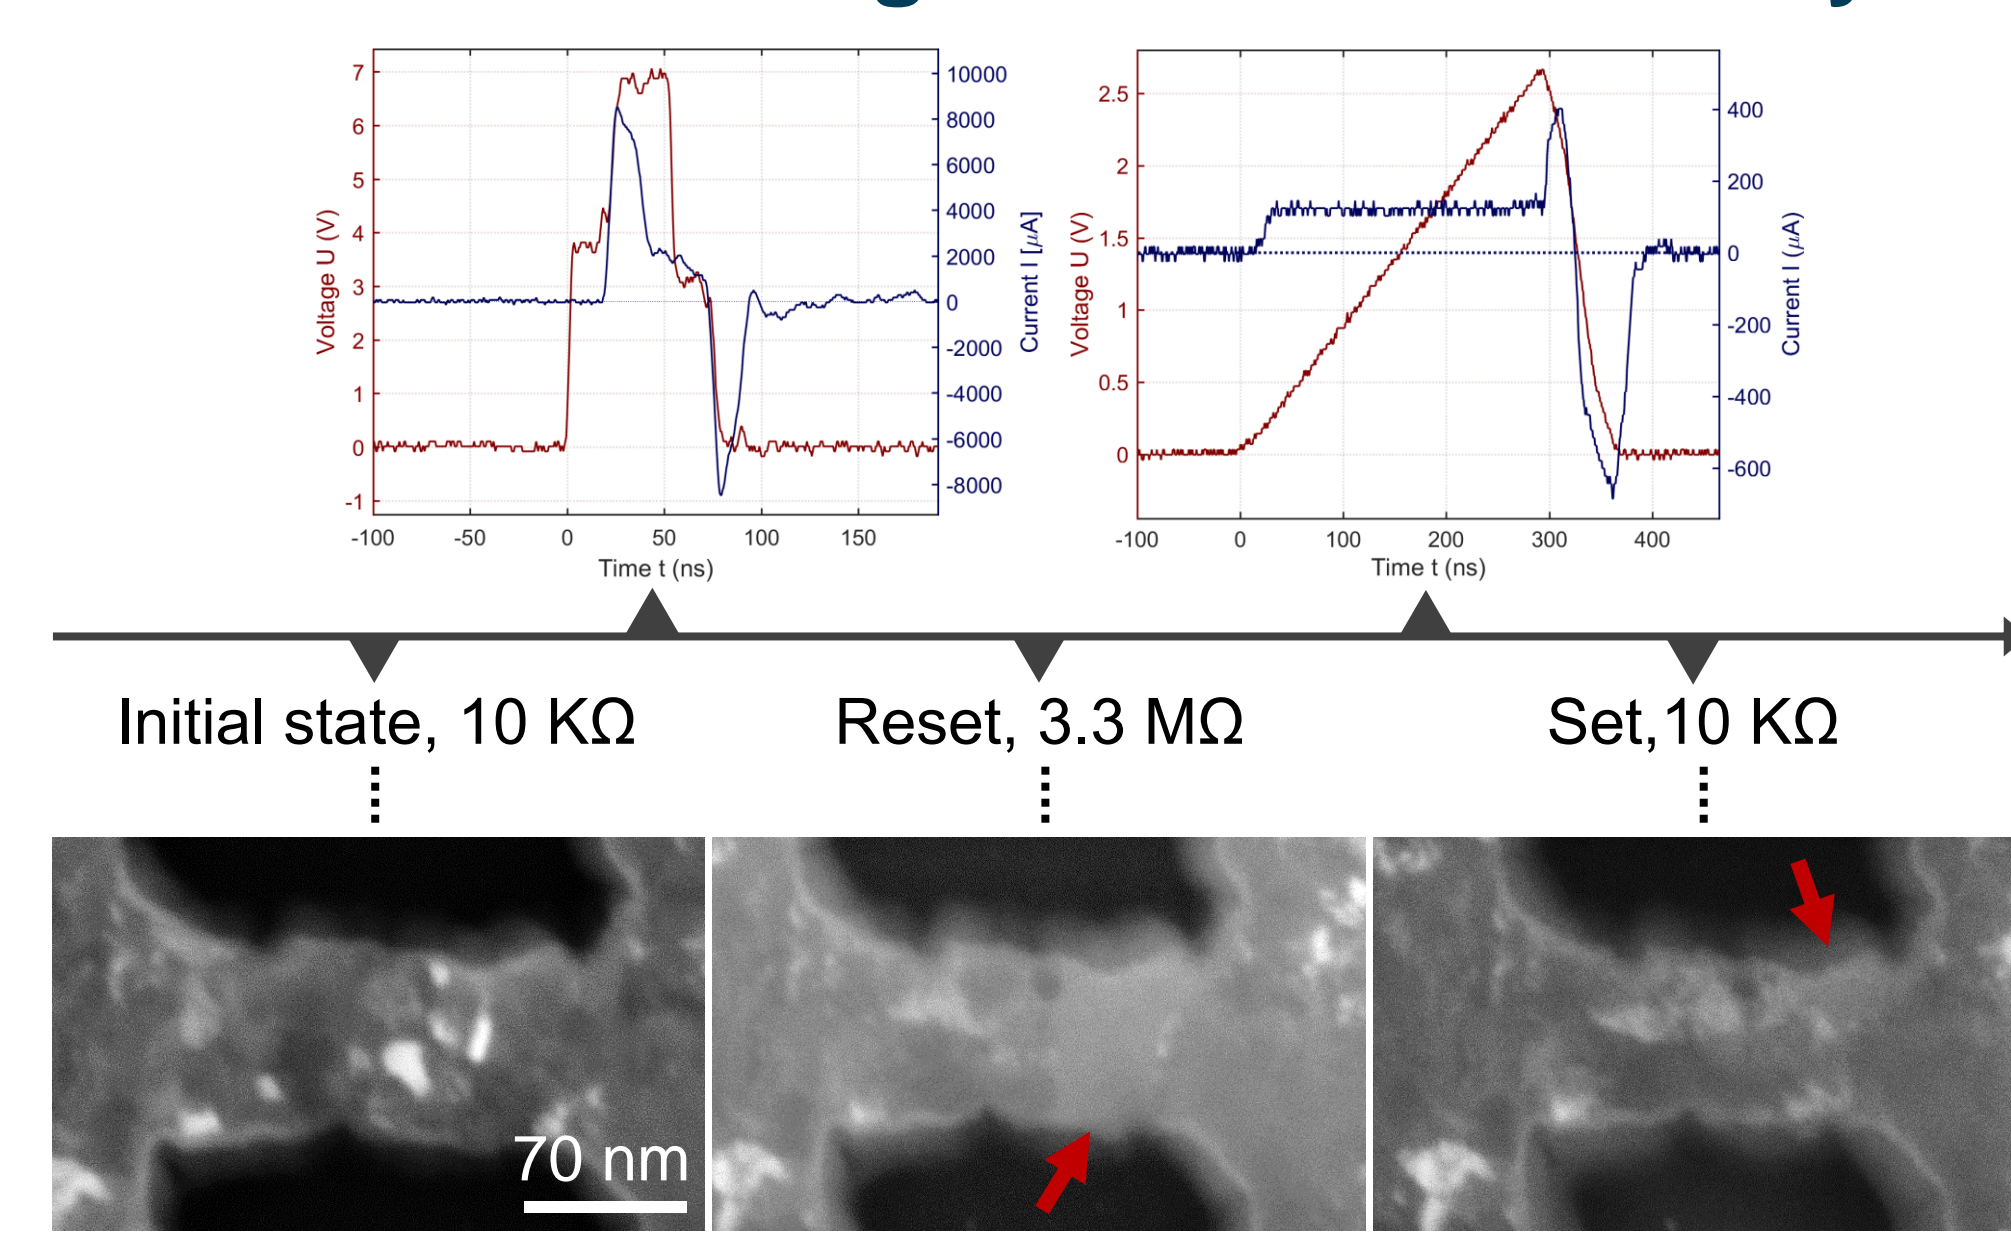 7
6
5
4
3
2
1
0
-1
Voltage U (V)
10000
8000
6000
4000
2000
0
-2000
-4000
-6000
-8000
Current I [μA]
-100 -50 0 50 100 150
Time t (ns)
2.5
2
1.5
1
0.5
0
Voltage U (V)
400
200
0
-200
-400
-600
Current I (μA)
-100 0 100 200 300 400
Time t (ns)
Initial state, 10 KΩ
Reset, 3.3 MΩ
Set,10 KΩ
70 nm